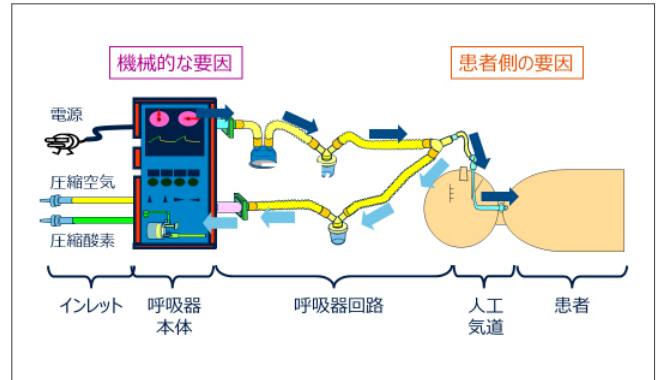 機械的な要因
患者側の要因
電源
圧縮空気
圧縮酸素
インレット
呼吸器
本体
呼吸器回路
人工
気道
患者